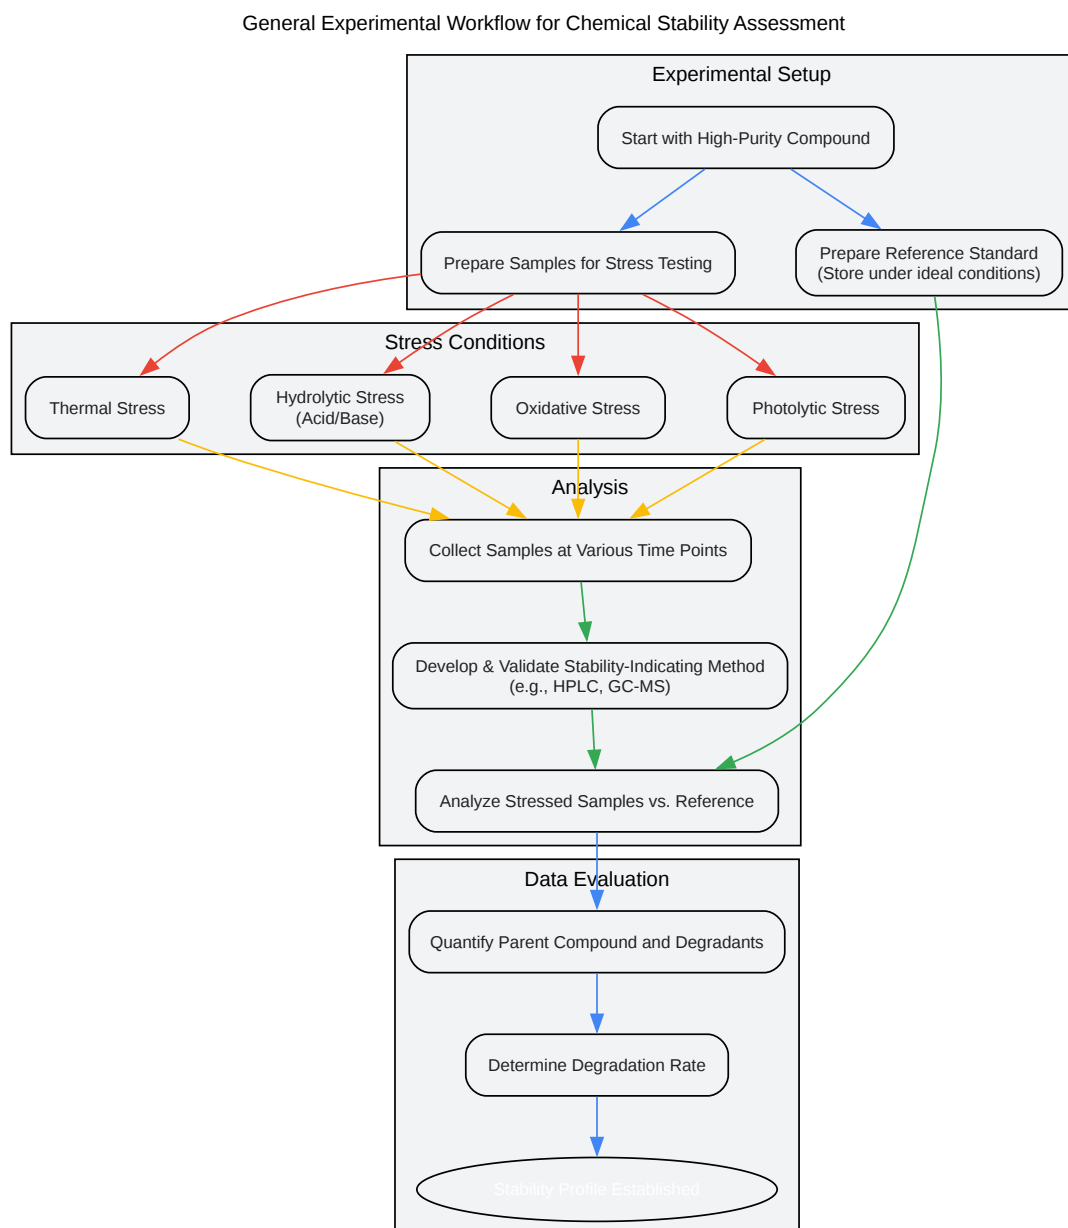 General Experimental Workflow for Chemical Stability Assessment
Experimental Setup
Start with High-Purity Compound
Prepare Samples for Stress Testing
Prepare Reference Standard
(Store under ideal conditions)
Stress Conditions
Thermal Stress
Hydrolytic Stress
(Acid/Base)
Oxidative Stress
Photolytic Stress
Analysis
Collect Samples at Various Time Points
Develop & Validate Stability-Indicating Method
(e.g., HPLC, GC-MS)
Analyze Stressed Samples vs. Reference
Data Evaluation
Quantify Parent Compound and Degradants
Determine Degradation Rate
Stability Profile Established